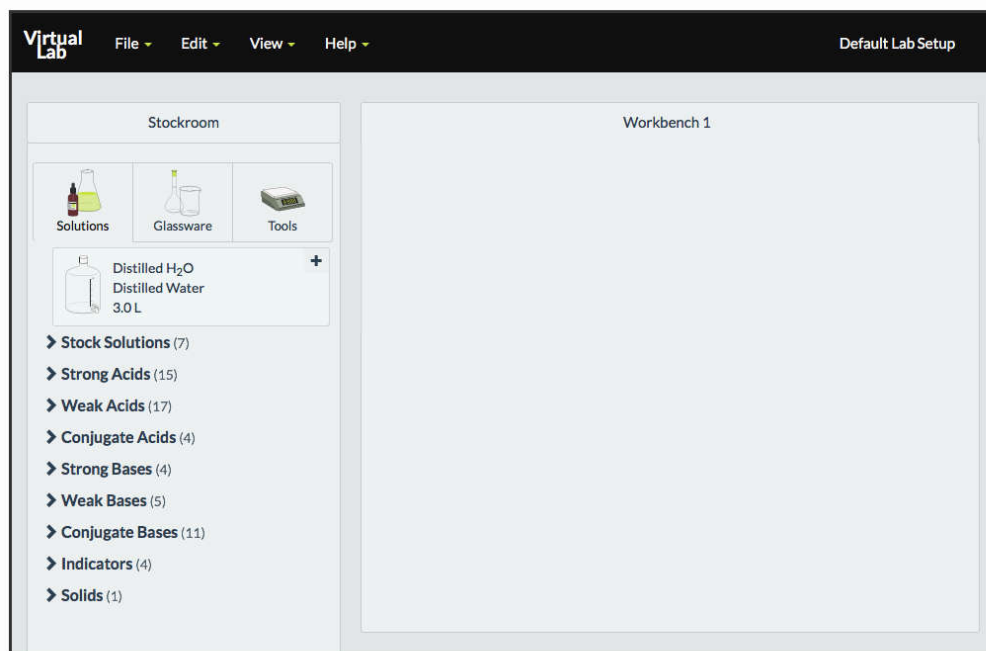 Virtual
Lab
File Edit View Help
Default Lab Setup
Stockroom
Solutions Glassware Tools
Distilled H₂O
Distilled Water
3.0 L
Stock Solutions (7)
Strong Acids (15)
Weak Acids (17)
Conjugate Acids (4)
Strong Bases (4)
Weak Bases (5)
Conjugate Bases (11)
Indicators (4)
Solids (1)
Workbench 1